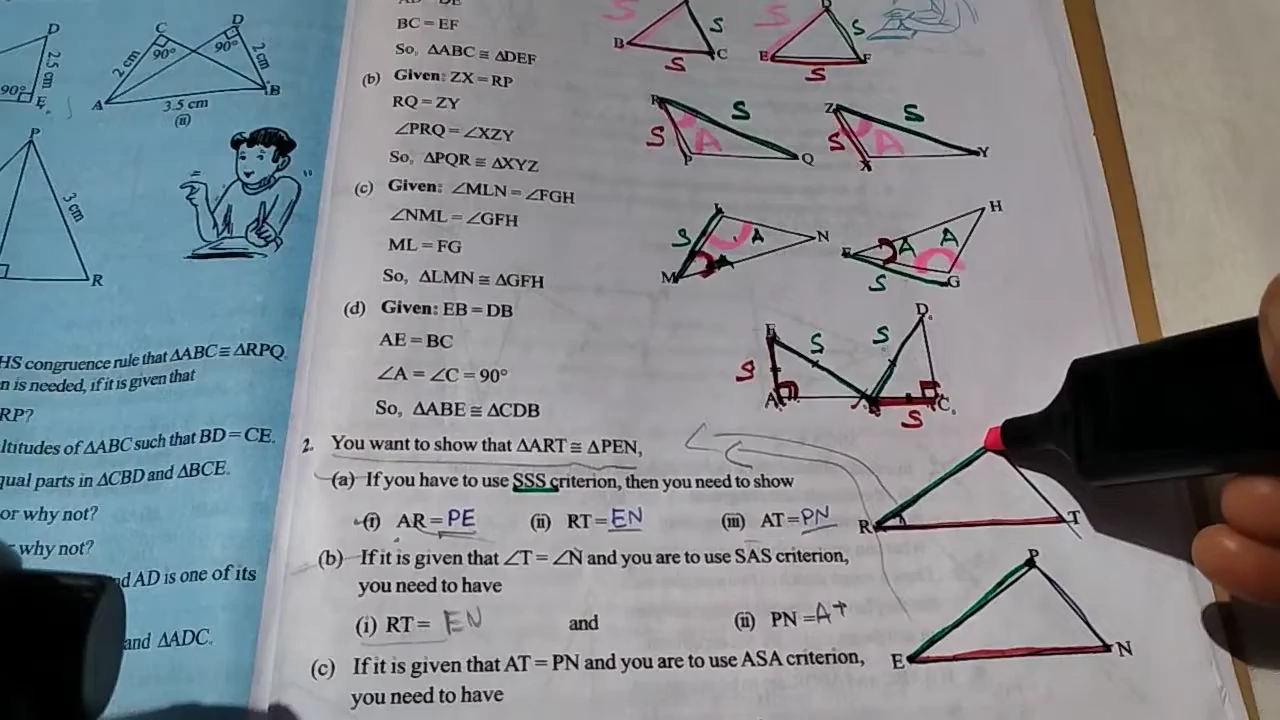 D
C
D
90°
90°
2.5 cm
2 cm
2 cm
90°
E
A
B
3.5 cm
(ii)
P
3 cm
R
HS congruence rule that ΔABC ≅ ΔRPQ.
n is needed, if it is given that
RP?
ltitudes of ΔABC such that BD = CE.
qual parts in ΔCBD and ΔBCE.
or why not?
why not?
d AD is one of its
and ΔADC.
BC = EF
So, ΔABC ≅ ΔDEF
(b) Given: ZX = RP
RQ = ZY
∠PRQ = ∠XZY
So, ΔPQR ≅ ΔXYZ
(c) Given: ∠MLN = ∠FGH
∠NML = ∠GFH
ML = FG
So, ΔLMN ≅ ΔGFH
(d) Given: EB = DB
AE = BC
∠A = ∠C = 90°
So, ΔABE ≅ ΔCDB
S S S S
B C E F
S S
R S Z S
S A S A
P Q X Y
L N H
S A A A
M F S G
E S S D
S
A B C
S
2. You want to show that ΔART ≅ ΔPEN,
(a) If you have to use SSS criterion, then you need to show
(i) AR = PE (ii) RT = EN (iii) AT = PN
R T
(b) If it is given that ∠T = ∠N and you are to use SAS criterion,
you need to have
P
(i) RT = EN and (ii) PN = AT
E N
(c) If it is given that AT = PN and you are to use ASA criterion,
you need to have